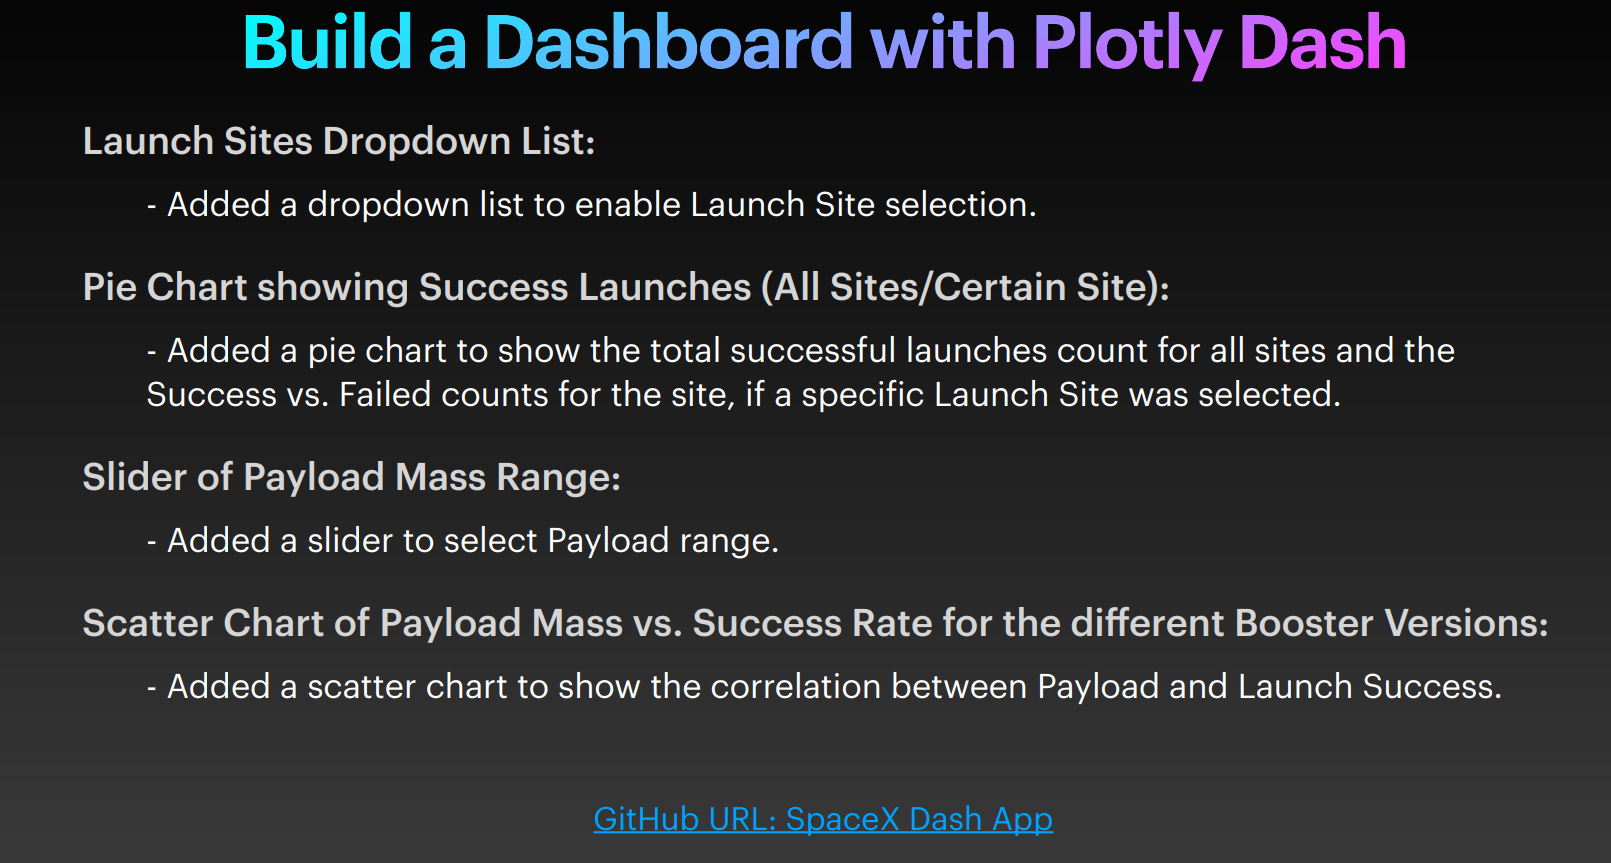 Build a Dashboard with Plotly Dash
Launch Sites Dropdown List:
- Added a dropdown list to enable Launch Site selection.
Pie Chart showing Success Launches (All Sites/Certain Site):
- Added a pie chart to show the total successful launches count for all sites and the
Success vs. Failed counts for the site, if a specific Launch Site was selected.
Slider of Payload Mass Range:
- Added a slider to select Payload range.
Scatter Chart of Payload Mass vs. Success Rate for the different Booster Versions:
- Added a scatter chart to show the correlation between Payload and Launch Success.
GitHub URL: SpaceX Dash App